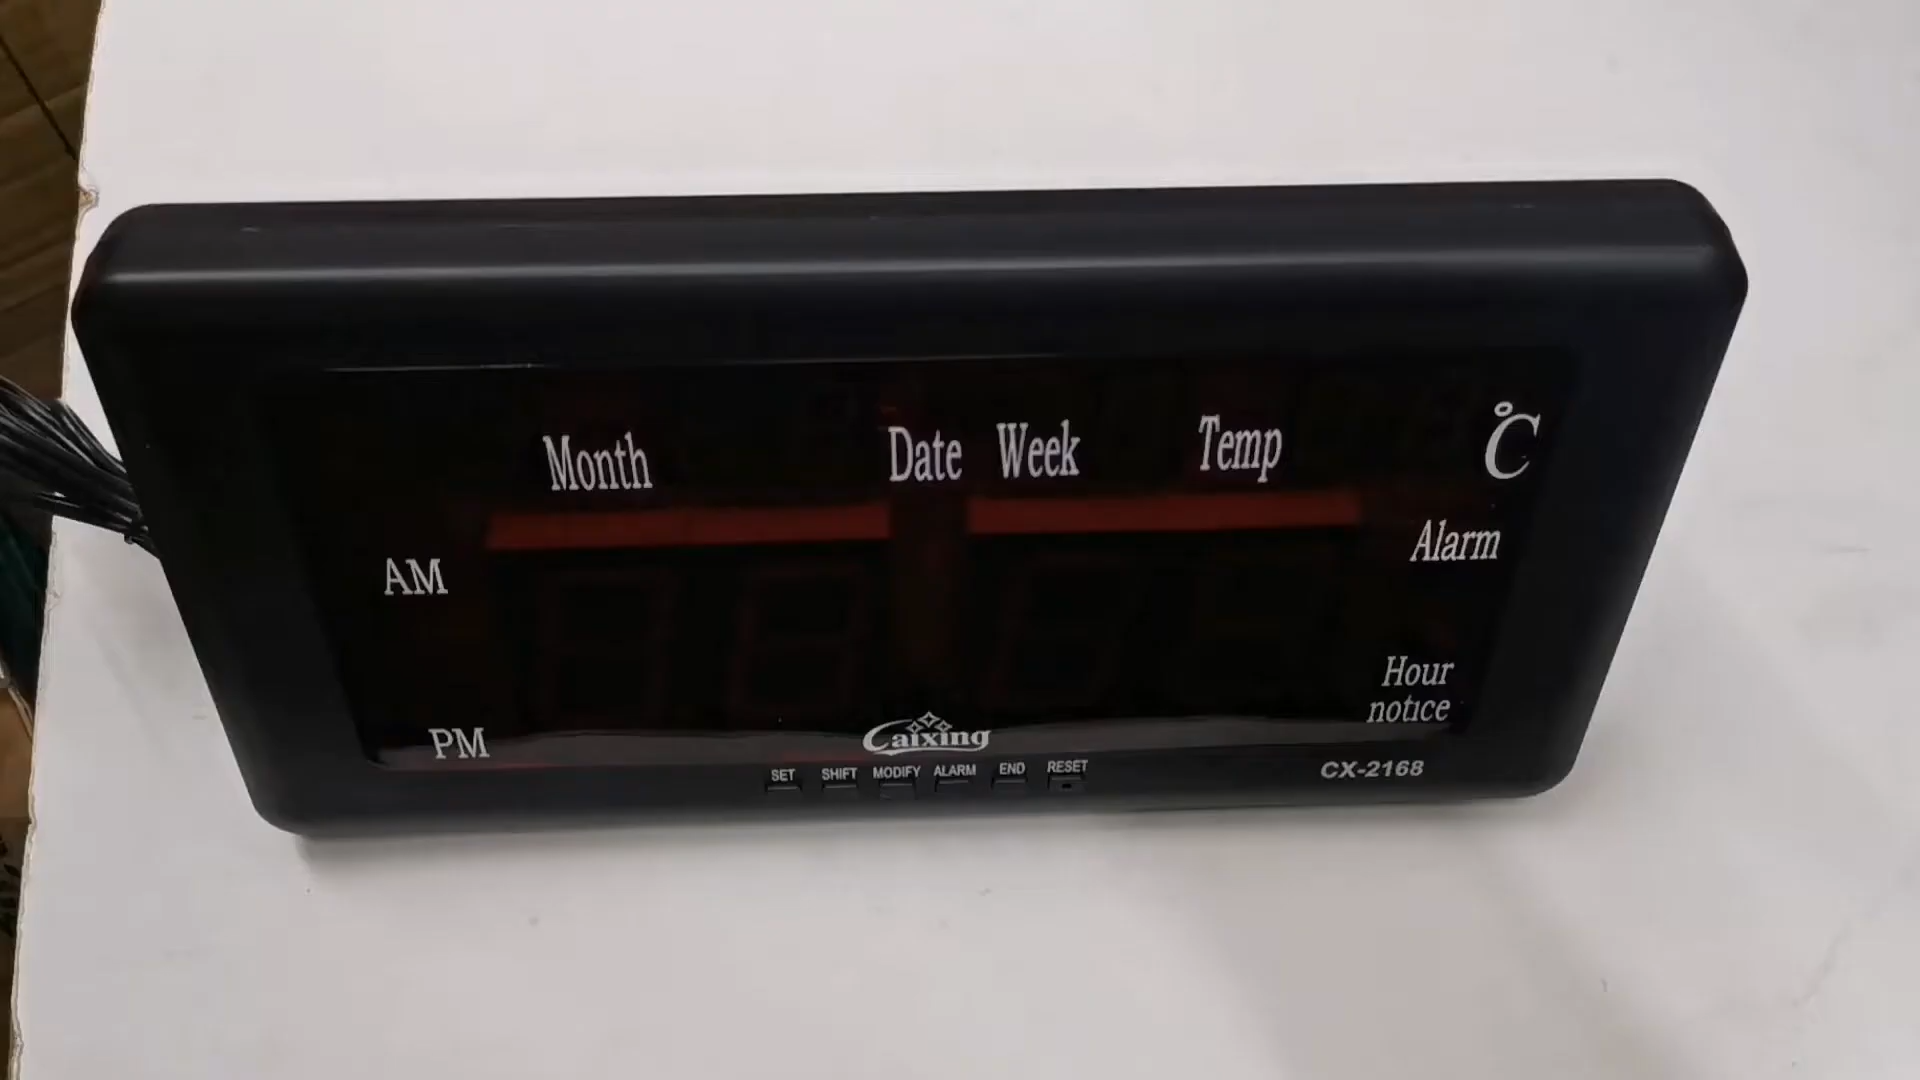 Month Date Week Temp °C
Alarm
AM
Hour
notice
PM
Caixing
SET SHIFT MODIFY ALARM END RESET
CX-2168